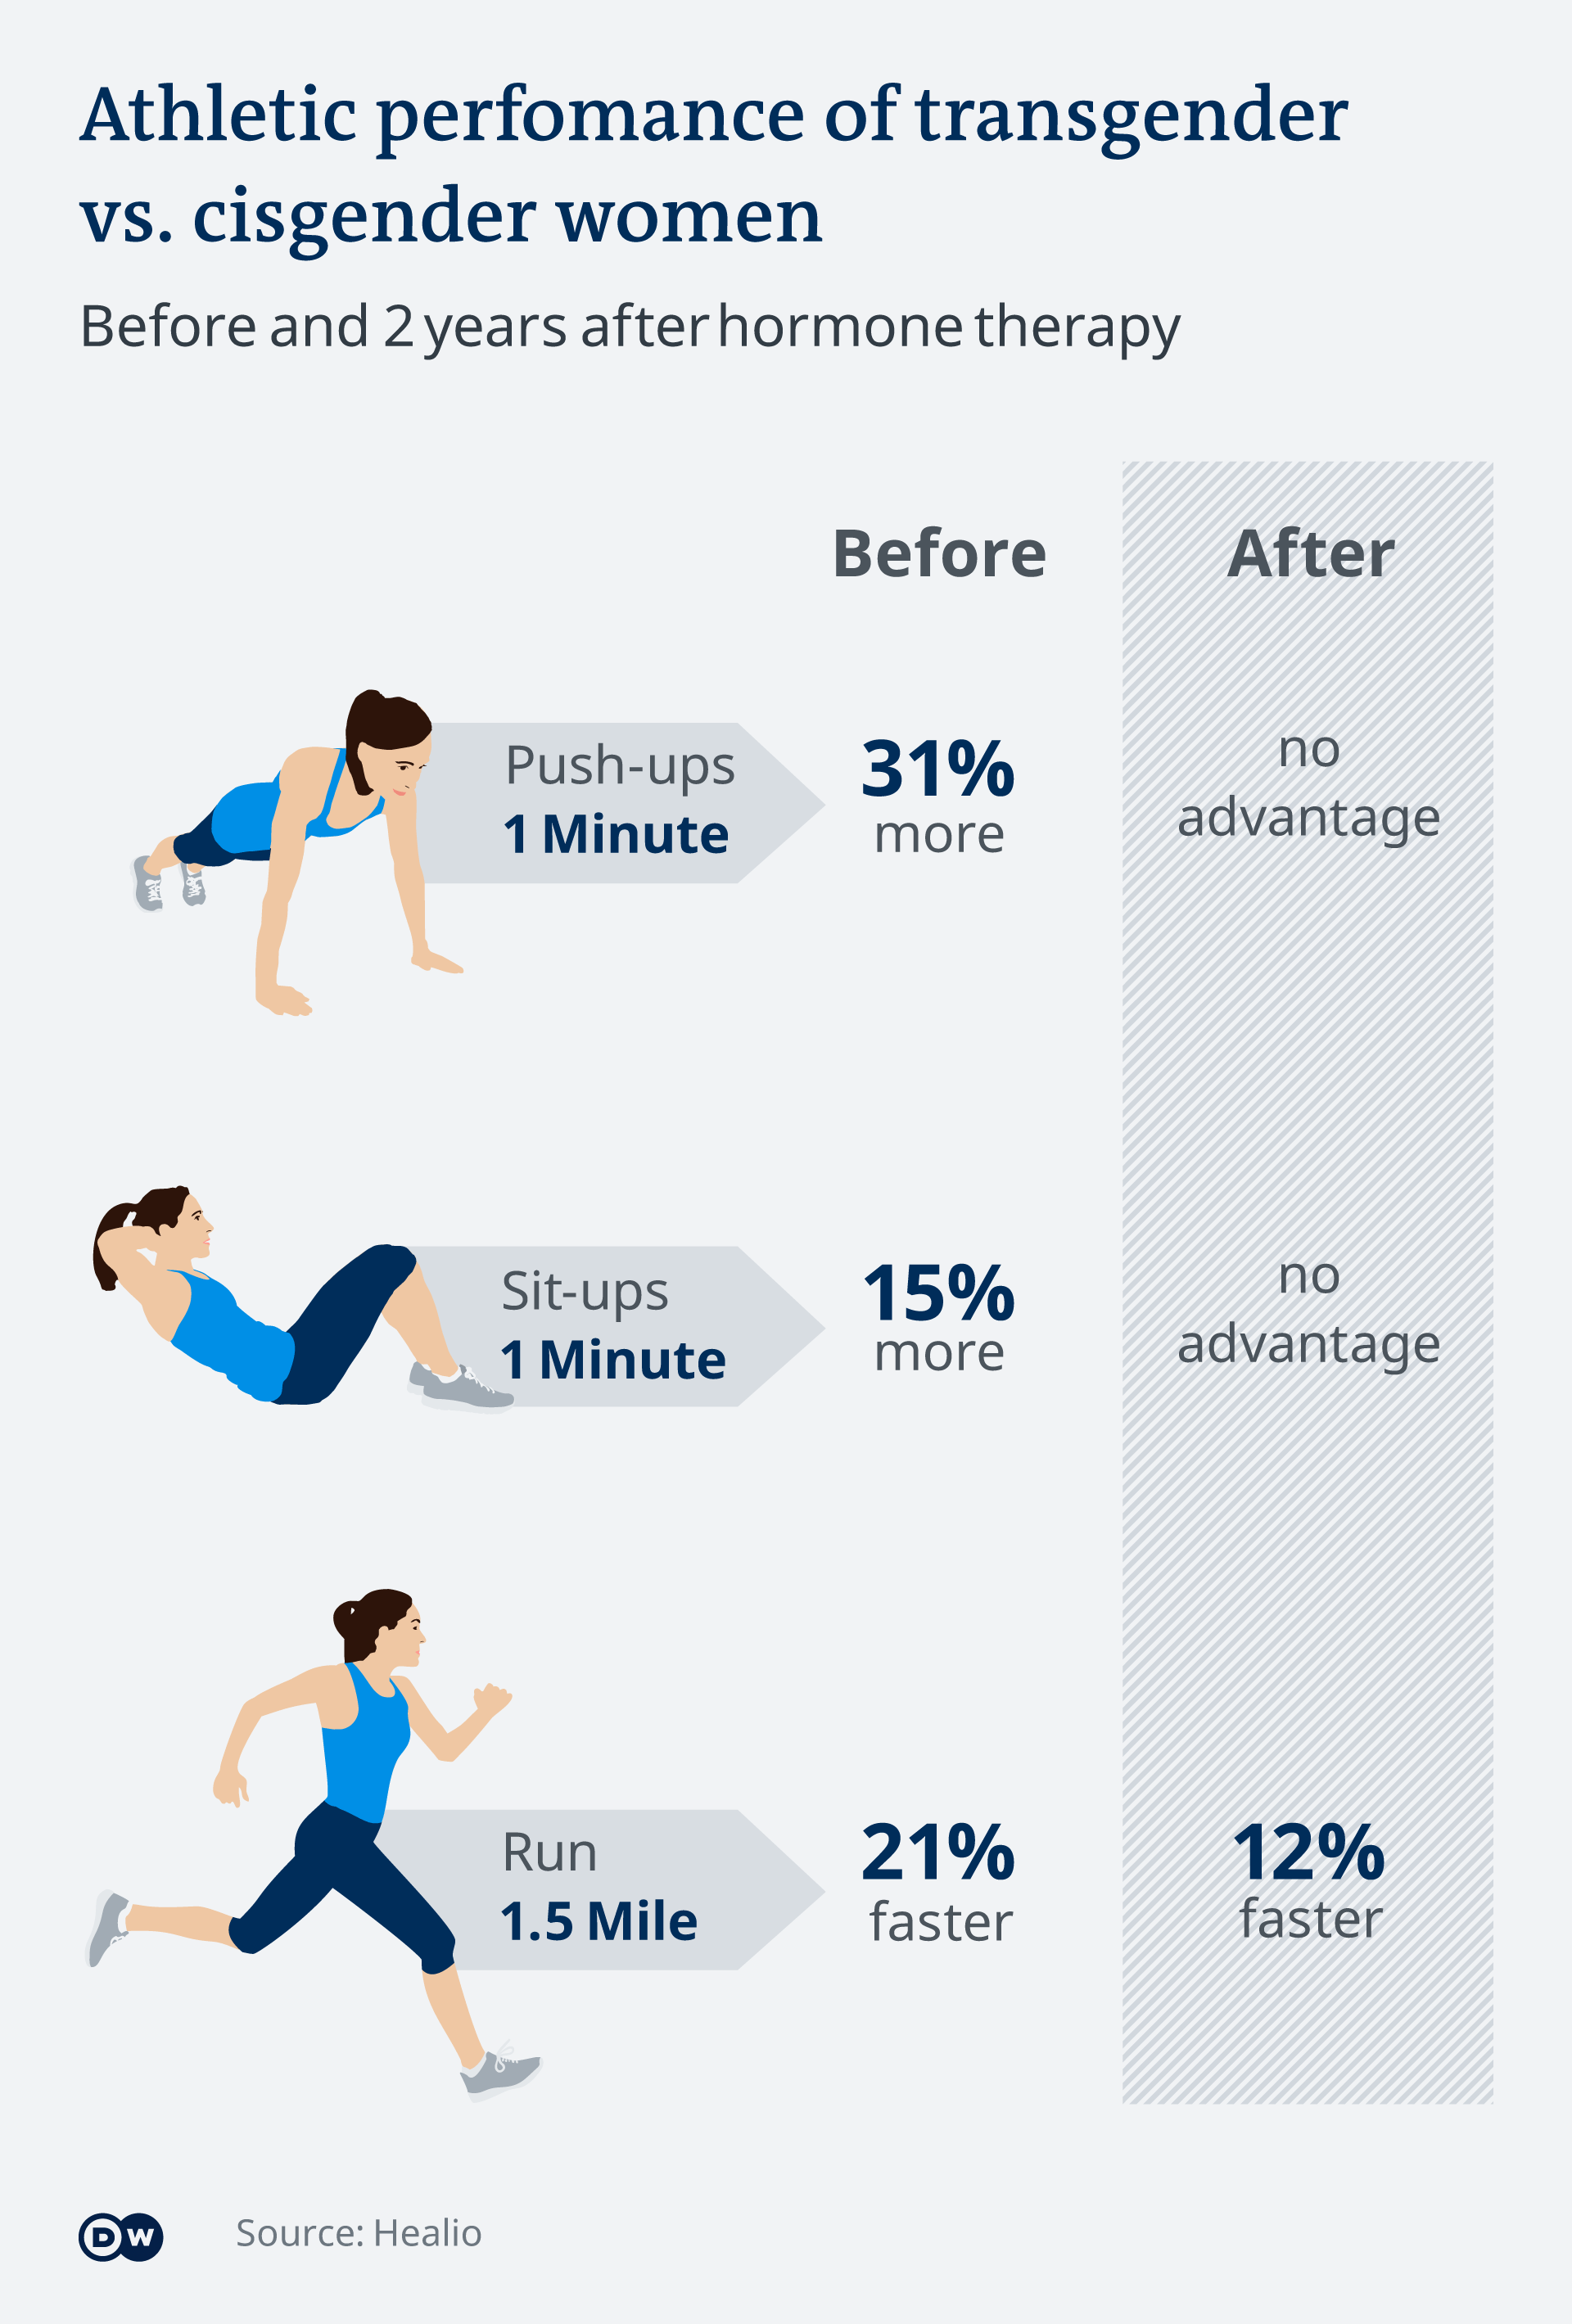 Athletic perfomance of transgender
vs. cisgender women
Before and 2 years after hormone therapy
Before
After
Push-ups
1 Minute
31%
more
no
advantage
Sit-ups
1 Minute
15%
more
no
advantage
Run
1.5 Mile
21%
faster
12%
faster
DW
Source: Healio